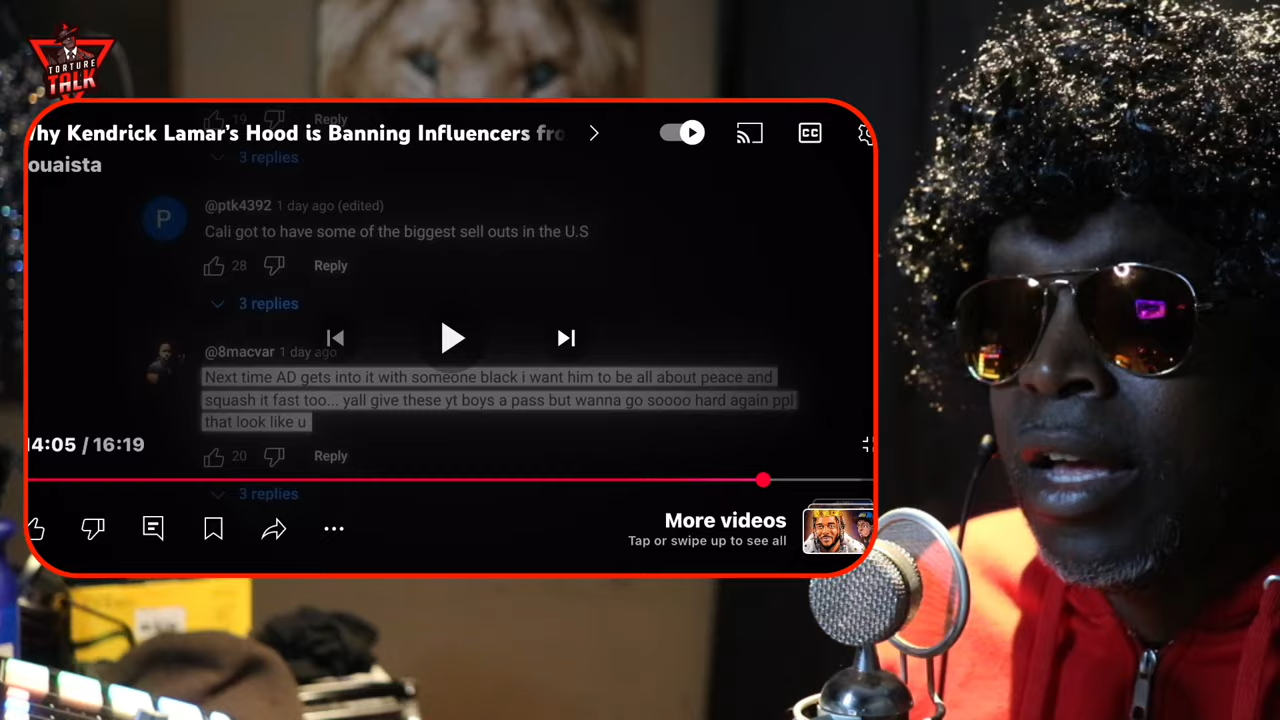 TORTURE
TALK
19 Reply
Why Kendrick Lamar's Hood is Banning Influencers fro
3 replies
ouaista
CC
P
@ptk4392 1 day ago (edited)
Cali got to have some of the biggest sell outs in the U.S
28 Reply
3 replies
@8macvar 1 day ago
Next time AD gets into it with someone black i want him to be all about peace and
squash it fast too... yall give these yt boys a pass but wanna go soooo hard again ppl
that look like u
14:05 / 16:19
20 Reply
3 replies
More videos
Tap or swipe up to see all